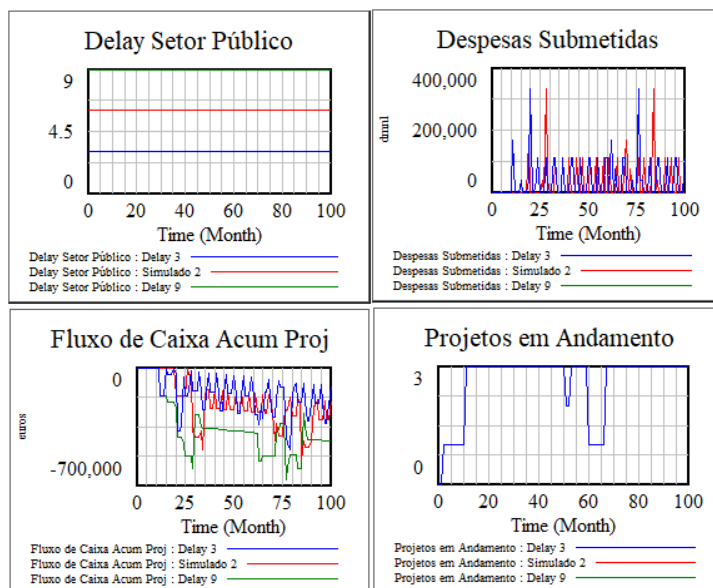 Delay Setor Público
9
4.5
0
0 20 40 60 80 100
Time (Month)
Delay Setor Público : Delay 3
Delay Setor Público : Simulado 2
Delay Setor Público : Delay 9
Despesas Submetidas
400,000
200,000
0
dmnl
0 25 50 75 100
Time (Month)
Despesas Submetidas : Delay 3
Despesas Submetidas : Simulado 2
Despesas Submetidas : Delay 9
Fluxo de Caixa Acum Proj
0
-700,000
euros
0 25 50 75 100
Time (Month)
Fluxo de Caixa Acum Proj : Delay 3
Fluxo de Caixa Acum Proj : Simulado 2
Fluxo de Caixa Acum Proj : Delay 9
Projetos em Andamento
3
0
0 20 40 60 80 100
Time (Month)
Projetos em Andamento : Delay 3
Projetos em Andamento : Simulado 2
Projetos em Andamento : Delay 9